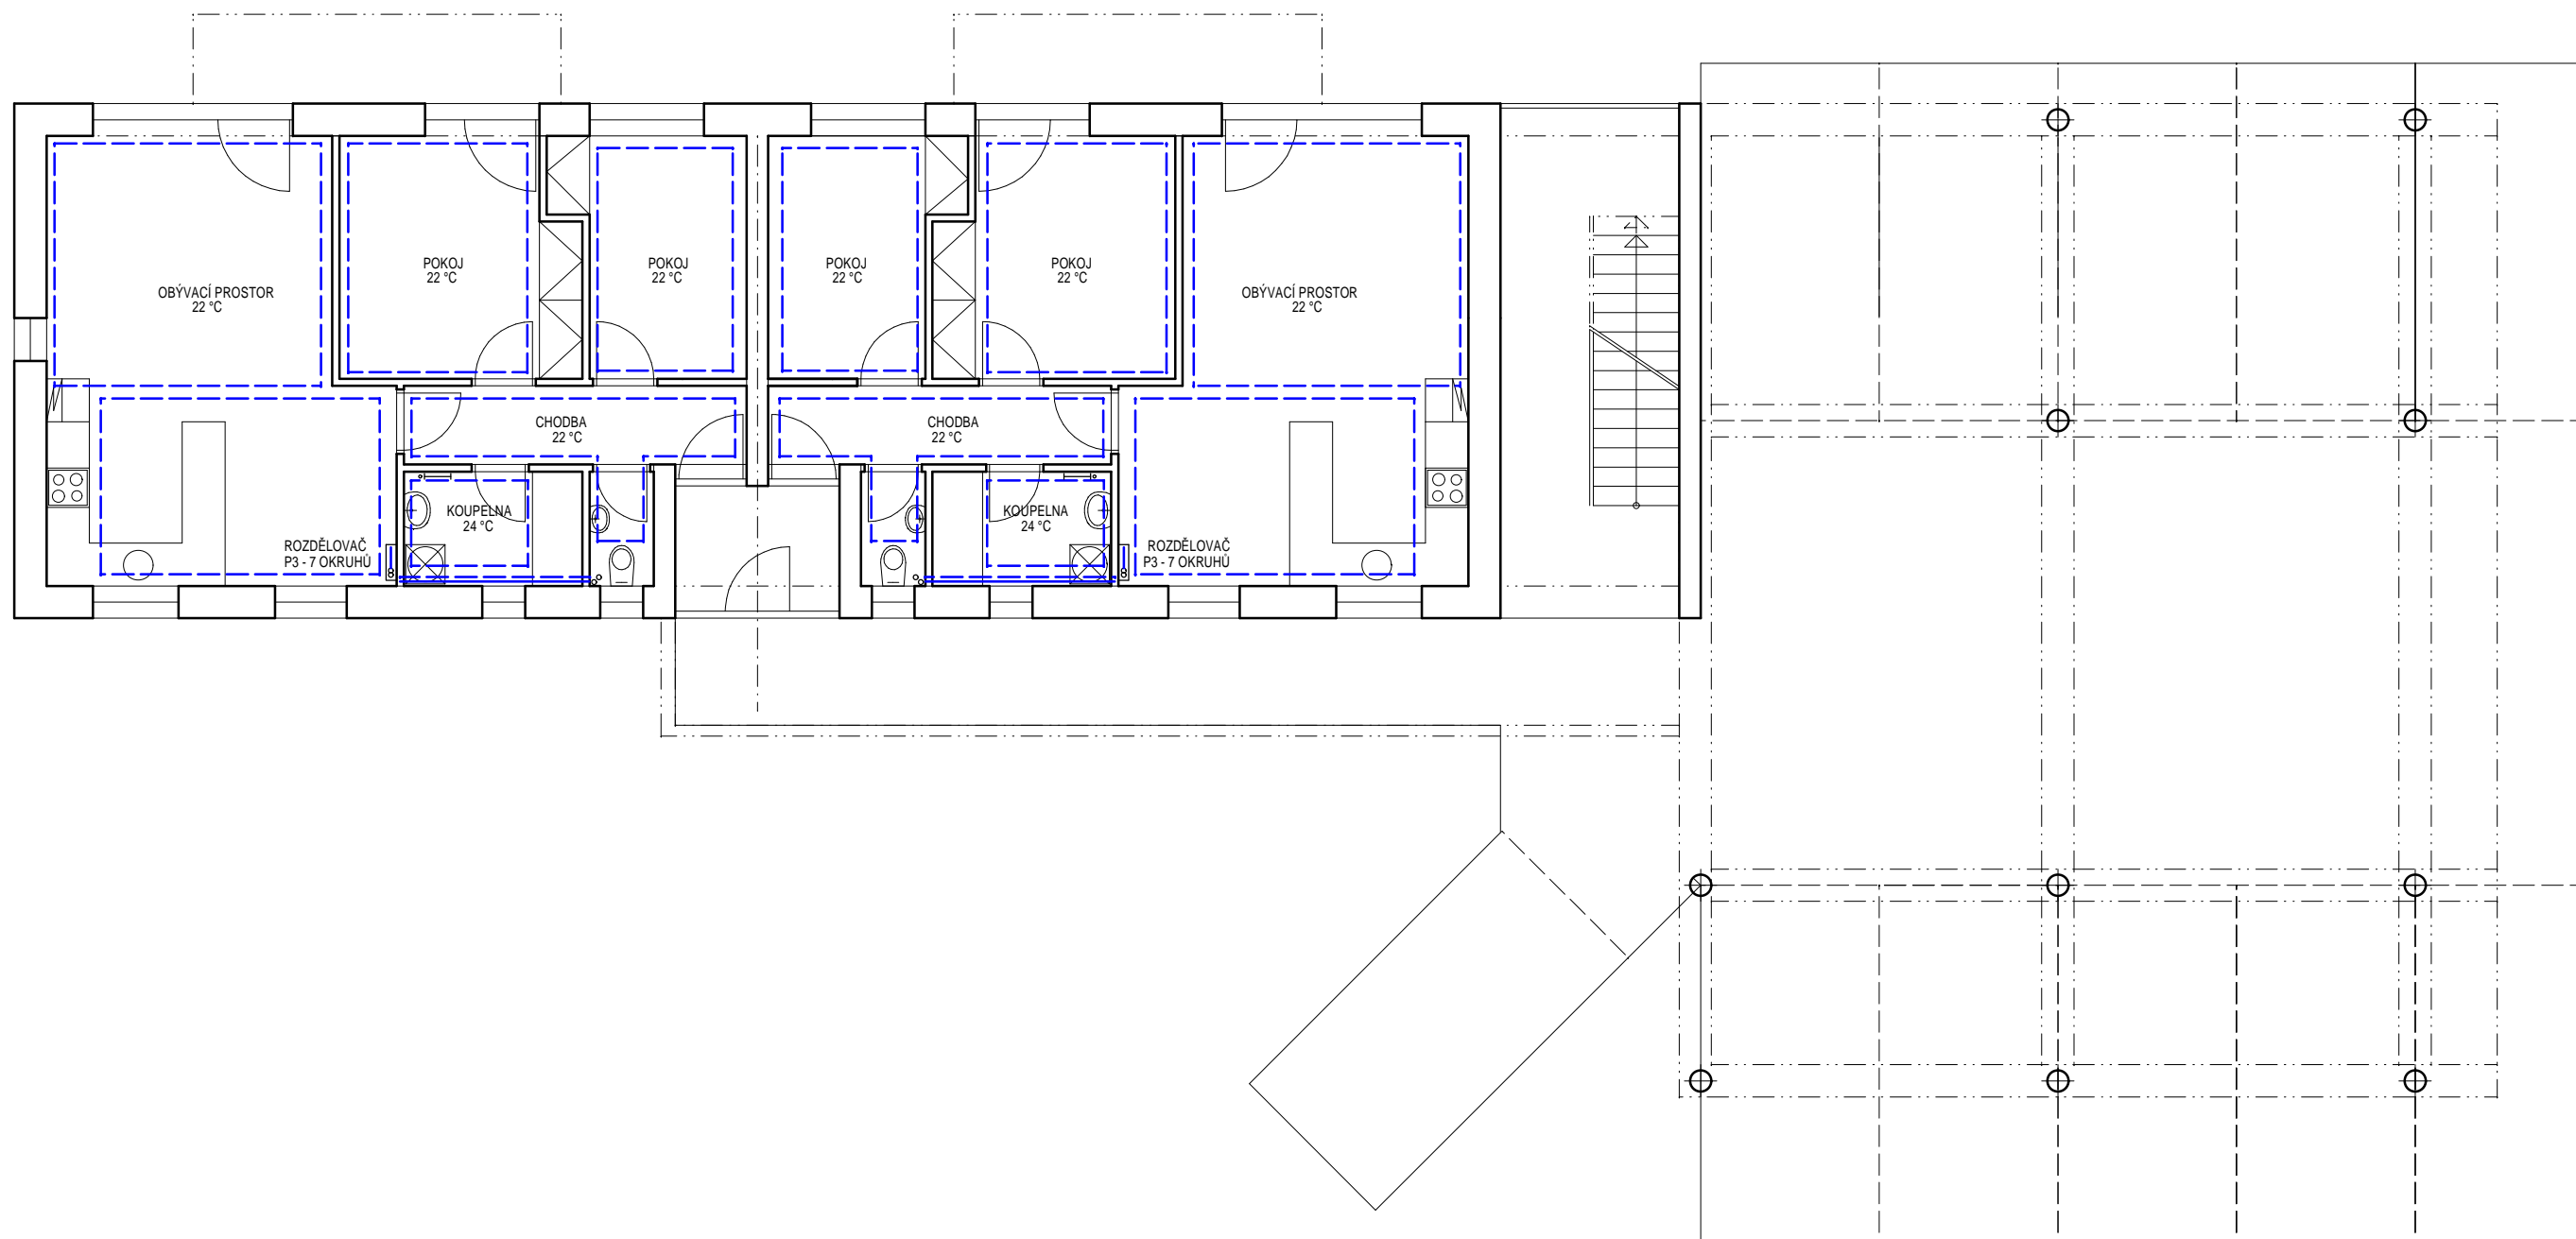 OBÝVACÍ PROSTOR
22 °C
POKOJ
22 °C
POKOJ
22 °C
POKOJ
22 °C
POKOJ
22 °C
OBÝVACÍ PROSTOR
22 °C
CHODBA
22 °C
CHODBA
22 °C
KOUPELNA
24 °C
KOUPELNA
24 °C
ROZDĚLOVAČ
P3 - 7 OKRUHŮ
ROZDĚLOVAČ
P3 - 7 OKRUHŮ